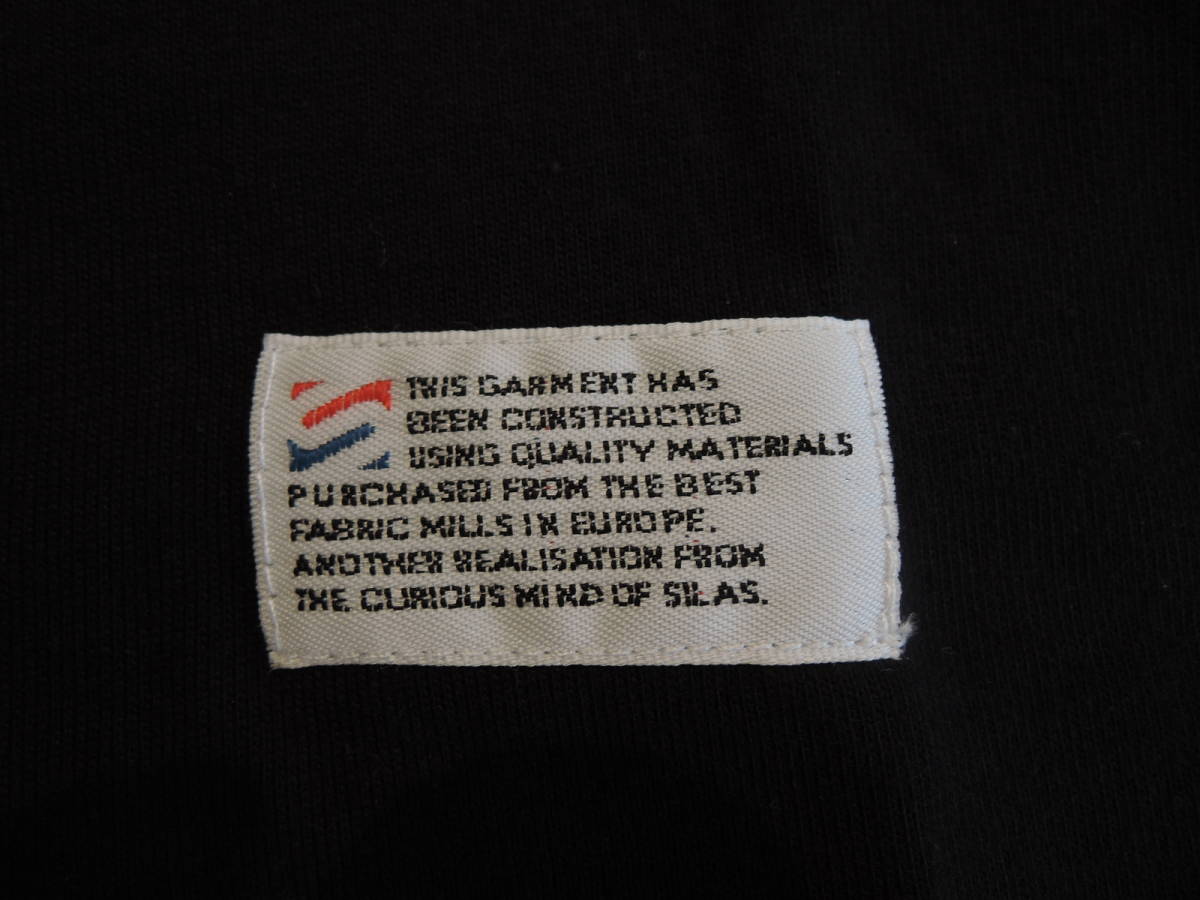 THIS GARMENT HAS
BEEN CONSTRUCTED
USING QUALITY MATERIALS
PURCHASED FROM THE BEST
FABRIC MILLS IN EUROPE.
ANOTHER REALISATION FROM
THE CURIOUS MIND OF SILAS.